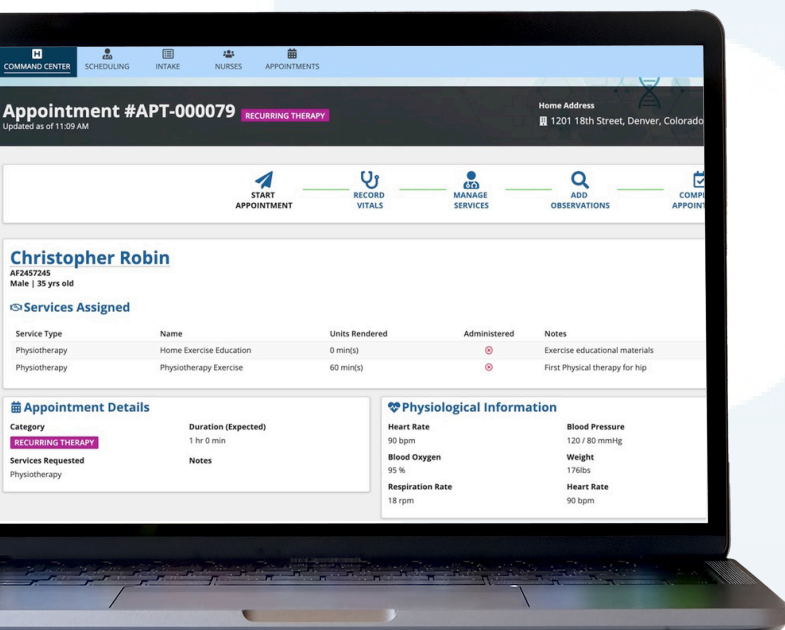 COMMAND CENTER SCHEDULING INTAKE NURSES APPOINTMENTS
Appointment #APT-000079 RECURRING THERAPY
Updated as of 11:09 AM
Home Address
1201 18th Street, Denver, Colorado
START APPOINTMENT
RECORD VITALS
MANAGE SERVICES
ADD OBSERVATIONS
Christopher Robin
AF2457245
Male | 35 yrs old
Services Assigned
Service Type Name Units Rendered Administered Notes
Physiotherapy Home Exercise Education 0 min(s) Exercise educational materials
Physiotherapy Physiotherapy Exercise 60 min(s) First Physical therapy for hip
Appointment Details
Category Duration (Expected)
RECURRING THERAPY 1 hr 0 min
Services Requested Notes
Physiotherapy
Physiological Information
Heart Rate Blood Pressure
90 bpm 120 / 80 mmHg
Blood Oxygen Weight
95 % 176lbs
Respiration Rate Heart Rate
18 rpm 90 bpm